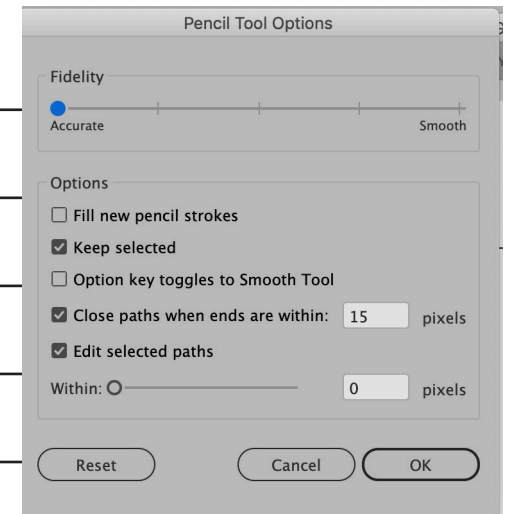 Pencil Tool Options
Fidelity
Accurate Smooth
Options
Fill new pencil strokes
Keep selected
Option key toggles to Smooth Tool
Close paths when ends are within: 15 pixels
Edit selected paths
Within: 0 pixels
Reset Cancel OK